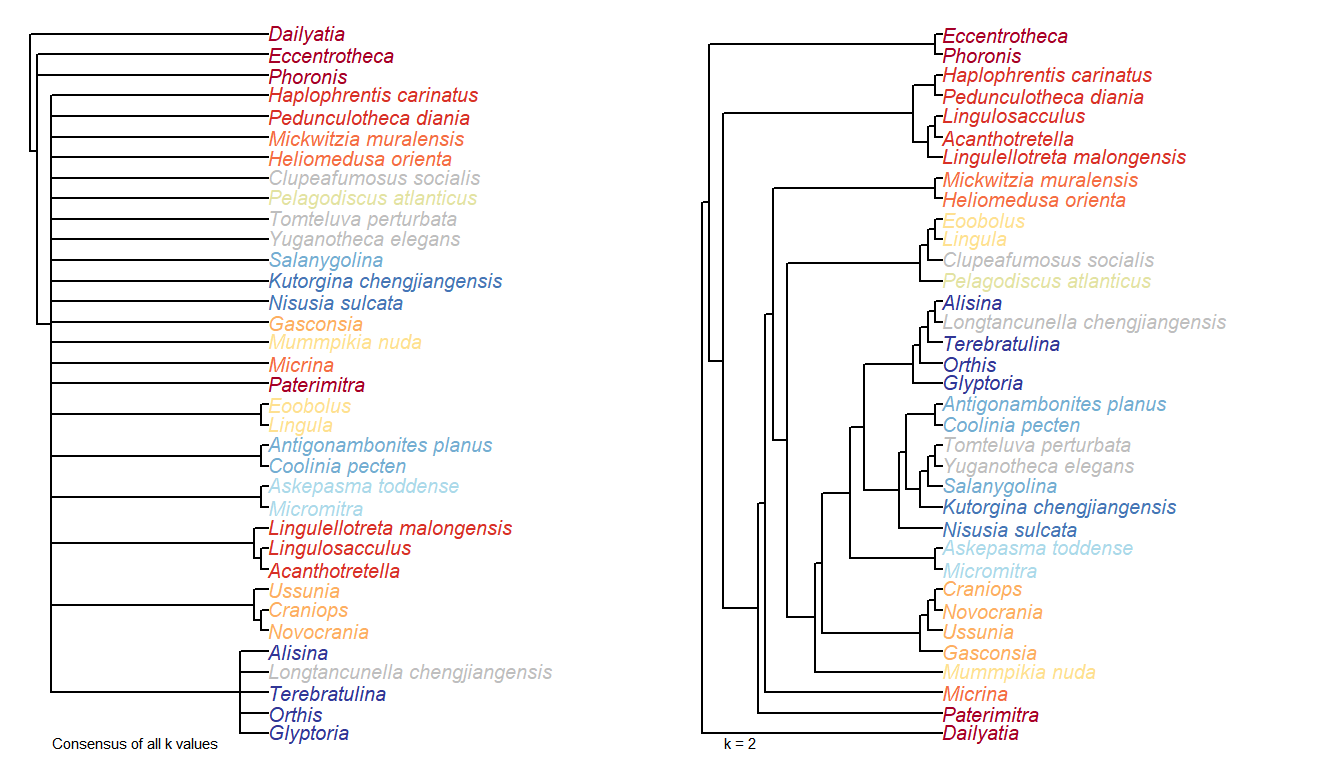 Dailyatia
Eccentrotheca
Phoronis
Haplophrentis carinatus
Pedunculotheca diania
Mickwitzia muralensis
Heliomedusa orienta
Clupeafumosus socialis
Pelagodiscus atlanticus
Tomteluva perturbata
Yuganotheca elegans
Salanygolina
Kutorgina chengjiangensis
Nisusia sulcata
Gasconsia
Mummpikia nuda
Micrina
Paterimitra
Eoobolus
Lingula
Antigonambonites planus
Coolinia pecten
Askepasma toddense
Micromitra
Lingulellotreta malongensis
Lingulosacculus
Acanthotretella
Ussunia
Craniops
Novocrania
Alisina
Longtancunella chengjiangensis
Terebratulina
Orthis
Glyptoria
Consensus of all k values
Eccentrotheca
Phoronis
Haplophrentis carinatus
Pedunculotheca diania
Lingulosacculus
Acanthotretella
Lingulellotreta malongensis
Mickwitzia muralensis
Heliomedusa orienta
Eoobolus
Lingula
Clupeafumosus socialis
Pelagodiscus atlanticus
Alisina
Longtancunella chengjiangensis
Terebratulina
Orthis
Glyptoria
Antigonambonites planus
Coolinia pecten
Tomteluva perturbata
Yuganotheca elegans
Salanygolina
Kutorgina chengjiangensis
Nisusia sulcata
Askepasma toddense
Micromitra
Craniops
Novocrania
Ussunia
Gasconsia
Mummpikia nuda
Micrina
Paterimitra
Dailyatia
k = 2